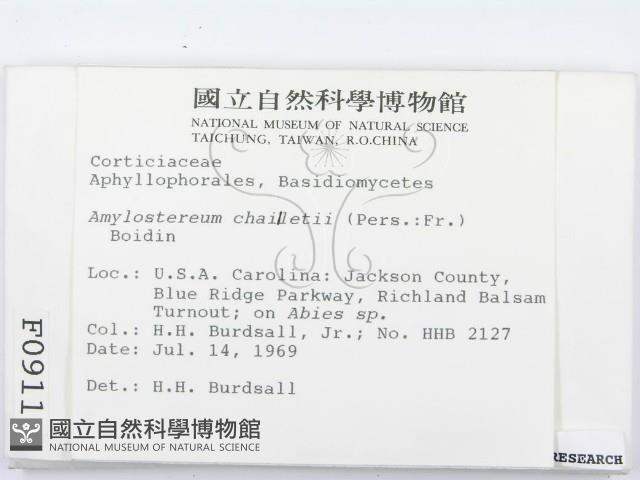 國立自然科學博物館
NATIONAL MUSEUM OF NATURAL SCIENCE
TAICHUNG, TAIWAN, R.O.CHINA
Corticiaceae
Aphyllophorales, Basidiomycetes
Amylostereum chailletii (Pers.:Fr.)
Boidin
Loc.: U.S.A. Carolina: Jackson County,
Blue Ridge Parkway, Richland Balsam
Turnout; on Abies sp.
Col.: H.H. Burdsall, Jr.; No. HHB 2127
Date: Jul. 14, 1969
Det.: H.H. Burdsall
F0911
國立自然科學博物館
NATIONAL MUSEUM OF NATURAL SCIENCE
RESEARCH